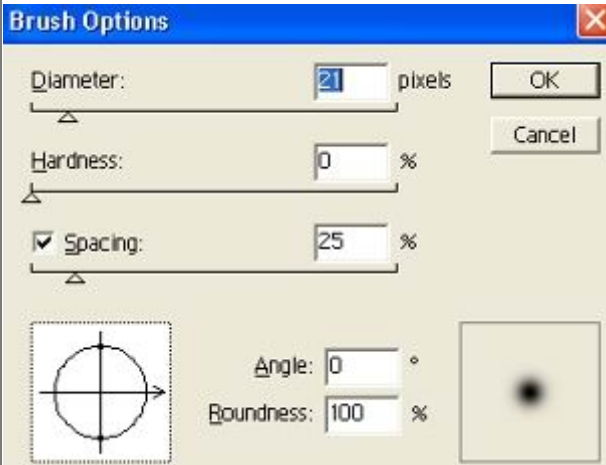 Brush Options
Diameter: 21 pixels OK
Cancel
Hardness: 0 %
Spacing: 25 %
Angle: 0 °
Roundness: 100 %